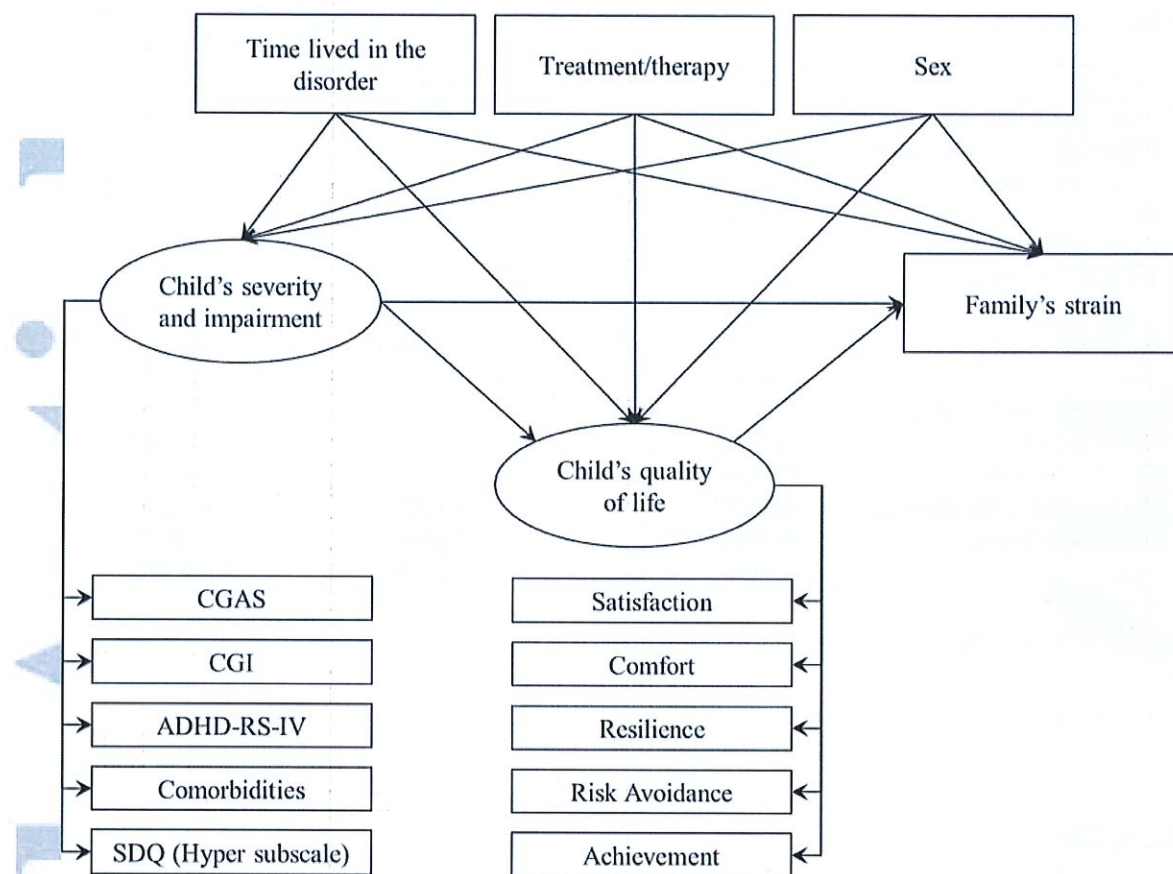 Time lived in the
disorder
Treatment/therapy
Sex
Child's severity
and impairment
Family's strain
Child's quality
of life
CGAS
CGI
ADHD-RS-IV
Comorbidities
SDQ (Hyper subscale)
Satisfaction
Comfort
Resilience
Risk Avoidance
Achievement